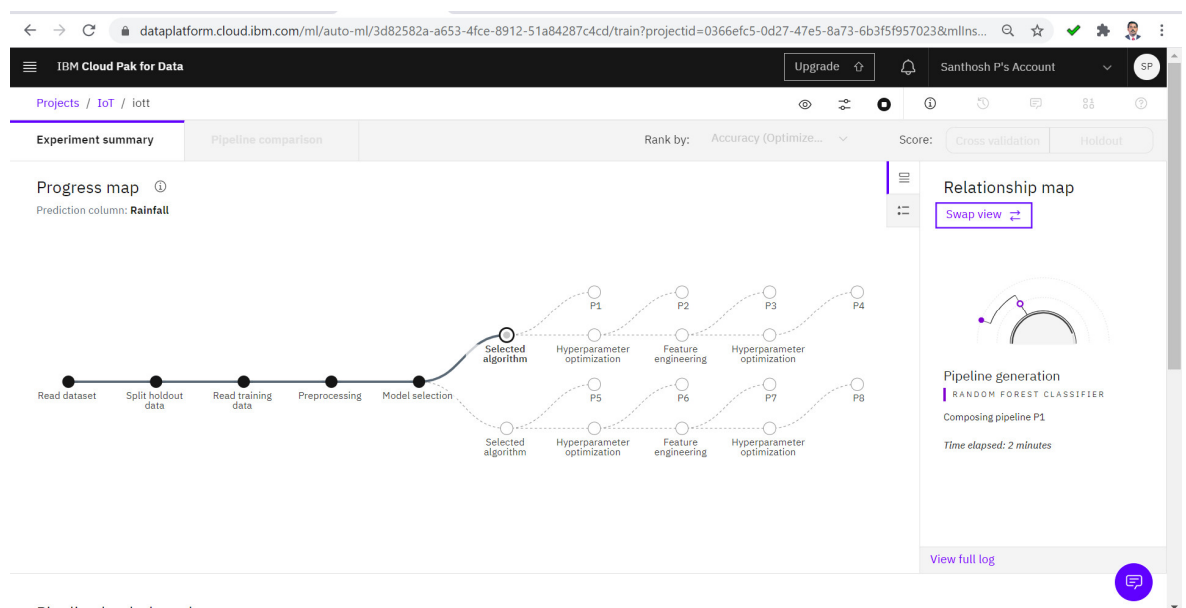 dataplatform.cloud.ibm.com/ml/auto-ml/3d82582a-a653-4fce-8912-51a84287c4cd/train?projectid=0366efc5-0d27-47e5-8a73-6b3f5f957023&mlIns...
IBM Cloud Pak for Data
Upgrade
Santhosh P's Account
SP
Projects / IoT / iott
Experiment summary
Pipeline comparison
Rank by:
Accuracy (Optimize...
Score:
Cross validation
Holdout
Progress map
Prediction column: Rainfall
Relationship map
Swap view
P1
P2
P3
P4
Selected
algorithm
Hyperparameter
optimization
Feature
engineering
Hyperparameter
optimization
Read dataset
Split holdout
data
Read training
data
Preprocessing
Model selection
P5
P6
P7
P8
Selected
algorithm
Hyperparameter
optimization
Feature
engineering
Hyperparameter
optimization
Pipeline generation
RANDOM FOREST CLASSIFIER
Composing pipeline P1
Time elapsed: 2 minutes
View full log